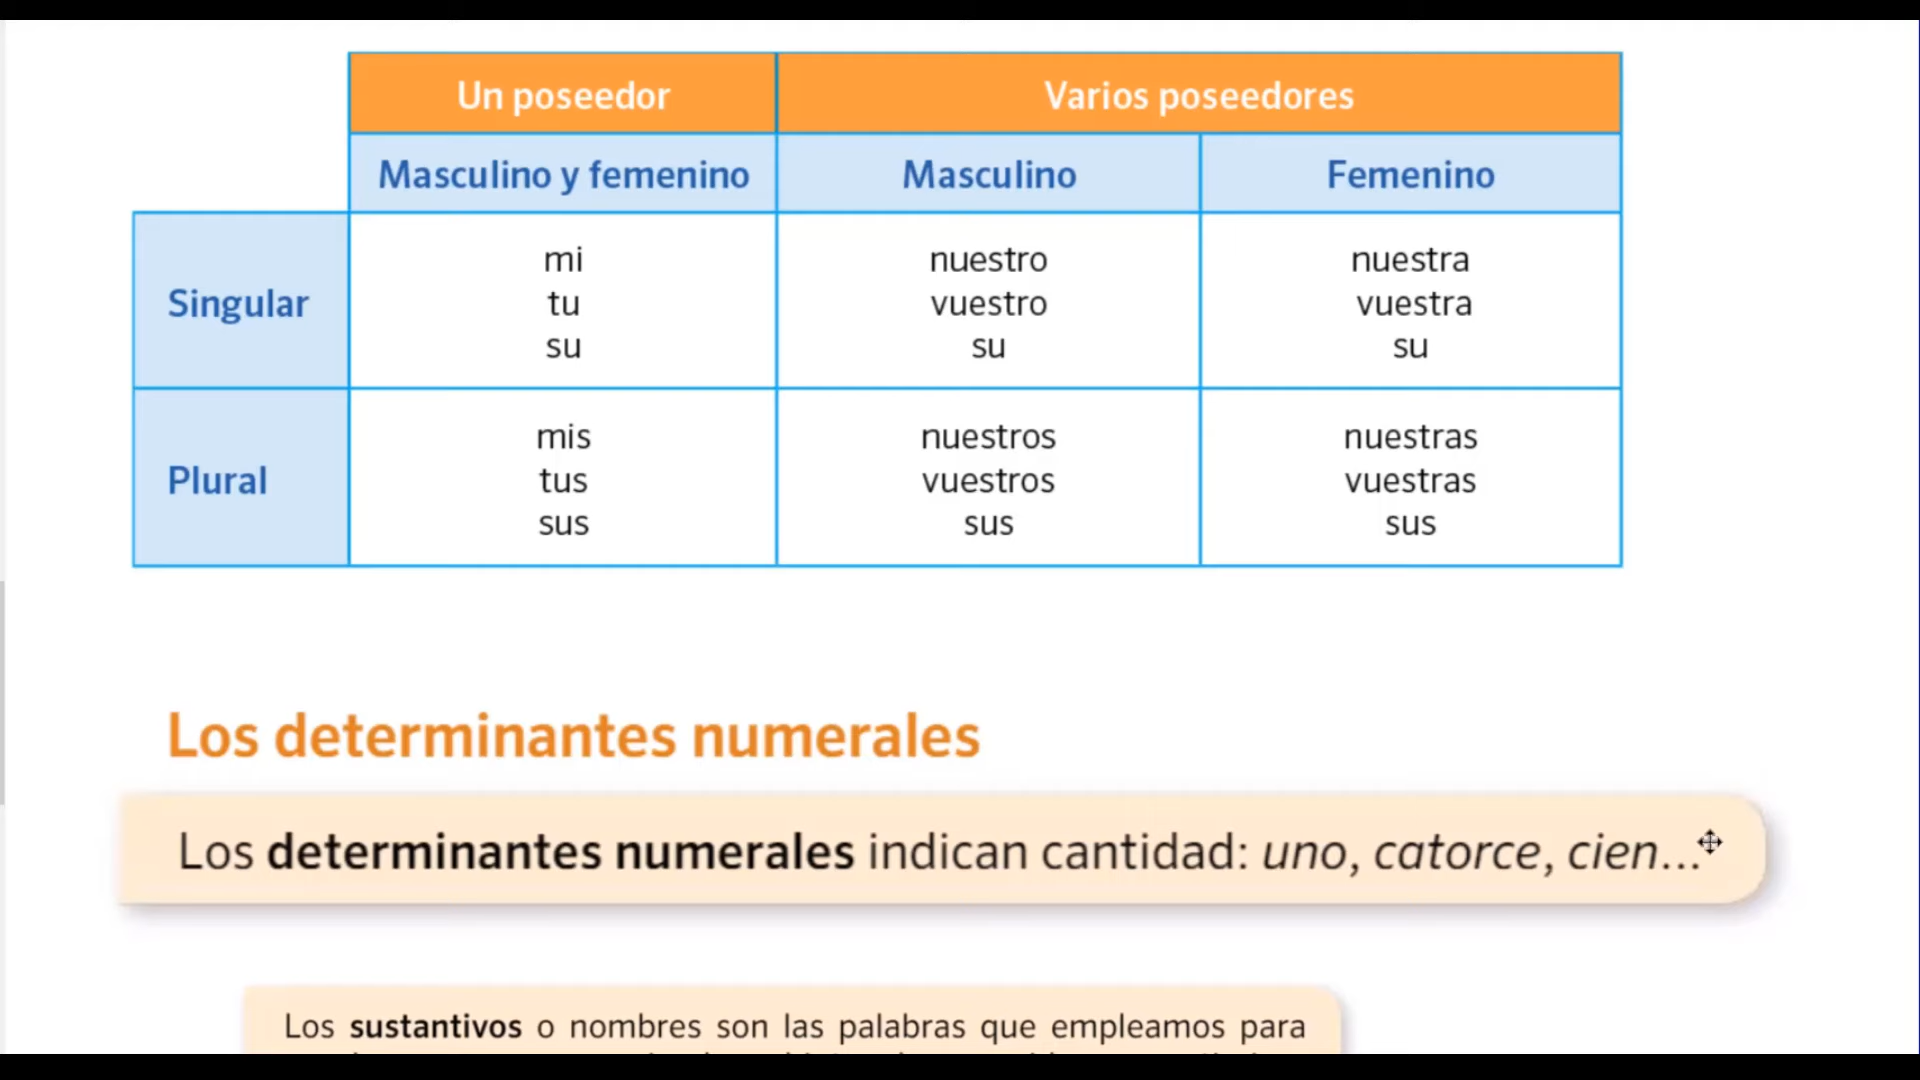 Un poseedor Varios poseedores
Masculino y femenino Masculino Femenino
Singular
mi nuestro nuestra
tu vuestro vuestra
su su su
Plural
mis nuestros nuestras
tus vuestros vuestras
sus sus sus
Los determinantes numerales
Los determinantes numerales indican cantidad: uno, catorce, cien...
Los sustantivos o nombres son las palabras que empleamos para